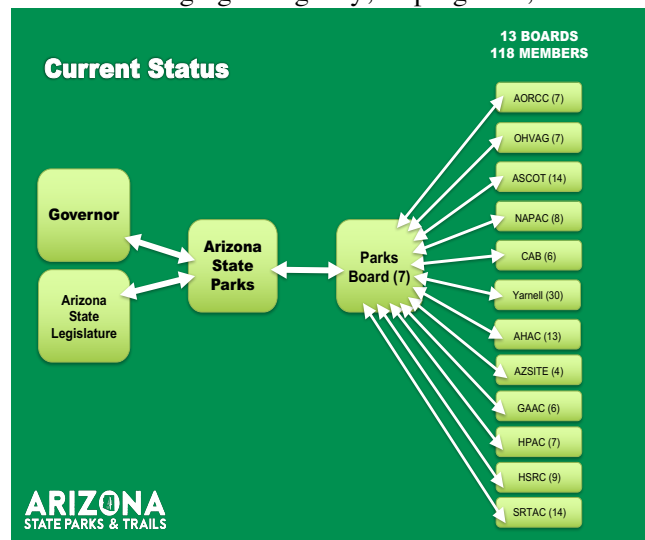 13 BOARDS
118 MEMBERS
Current Status
AORCC (7)
OHVAG (7)
ASCOT (14)
NAPAC (8)
CAB (6)
Yarnell (30)
AHAC (13)
AZSITE (4)
GAAC (6)
HPAC (7)
HSRC (9)
SRTAC (14)
Governor
Arizona
State
Legislature
Arizona
State
Parks
Parks
Board (7)
ARIZONA
STATE PARKS & TRAILS